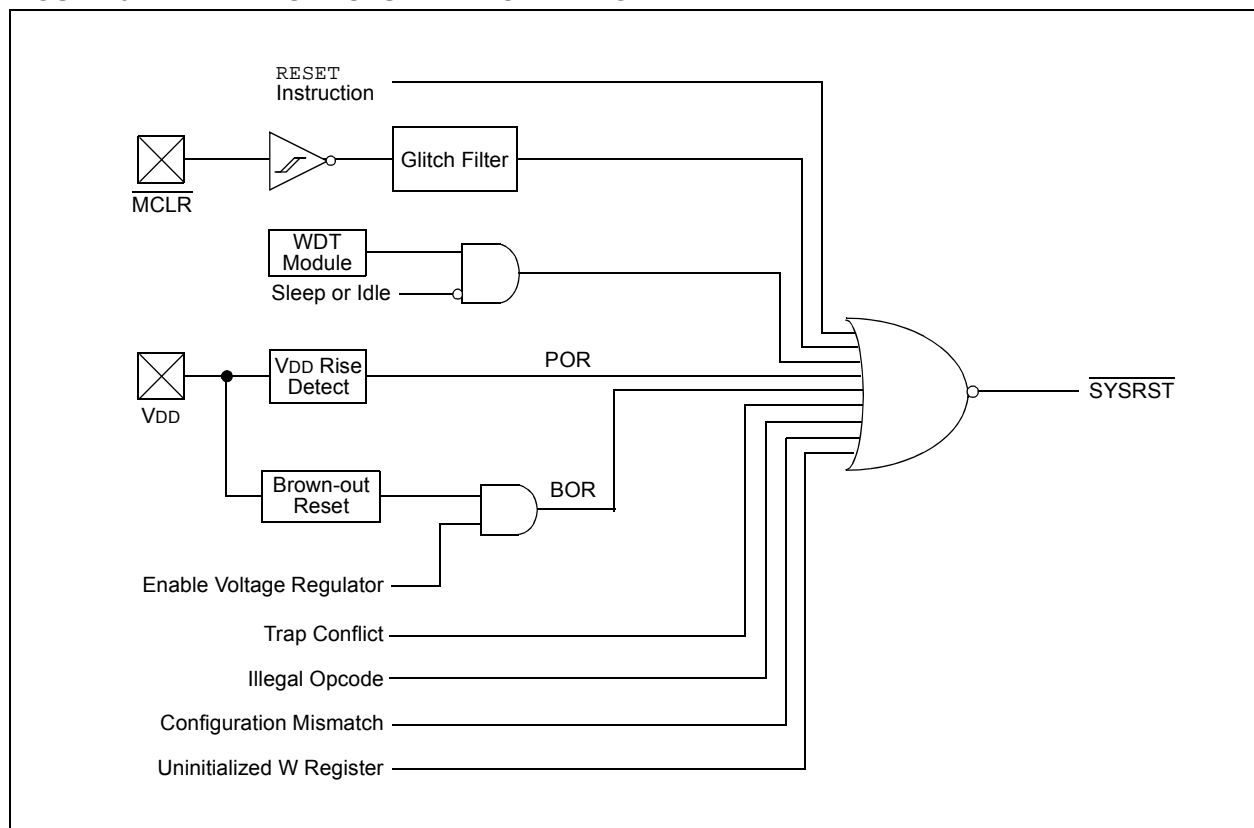 RESET
Instruction
Glitch Filter
MCLR
WDT
Module
Sleep or Idle
VDD Rise
Detect
POR
VDD
SYSRST
Brown-out
Reset
BOR
Enable Voltage Regulator
Trap Conflict
Illegal Opcode
Configuration Mismatch
Uninitialized W Register